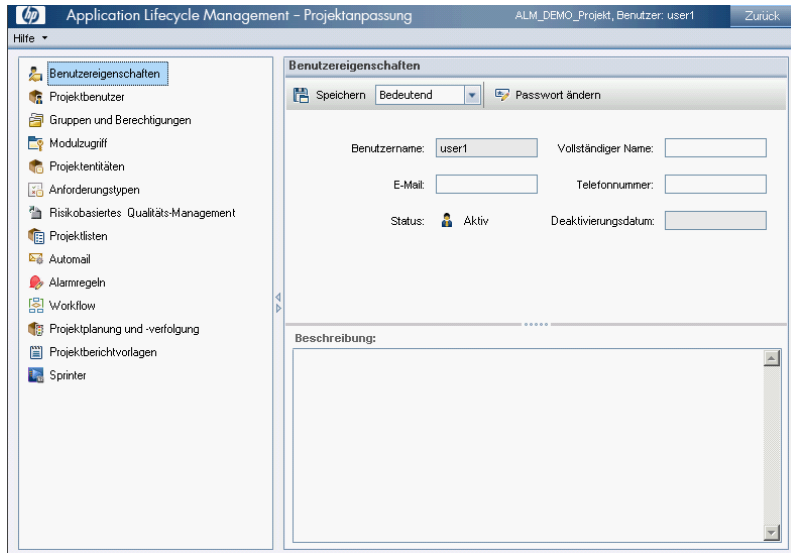 hp Application Lifecycle Management – Projektanpassung ALM_DEMO_Projekt, Benutzer: user1 Zurück
Hilfe
Benutzereigenschaften
Projektbenutzer
Gruppen und Berechtigungen
Modulzugriff
Projektentitäten
Anforderungstypen
Risikobasiertes Qualitäts-Management
Projektlisten
Automail
Alarmregeln
Workflow
Projektplanung und -verfolgung
Projektberichtvorlagen
Sprinter
Benutzereigenschaften
Speichern Bedeutend Passwort ändern
Benutzername: user1 Vollständiger Name:
E-Mail: Telefonnummer:
Status: Aktiv Deaktivierungsdatum:
Beschreibung: